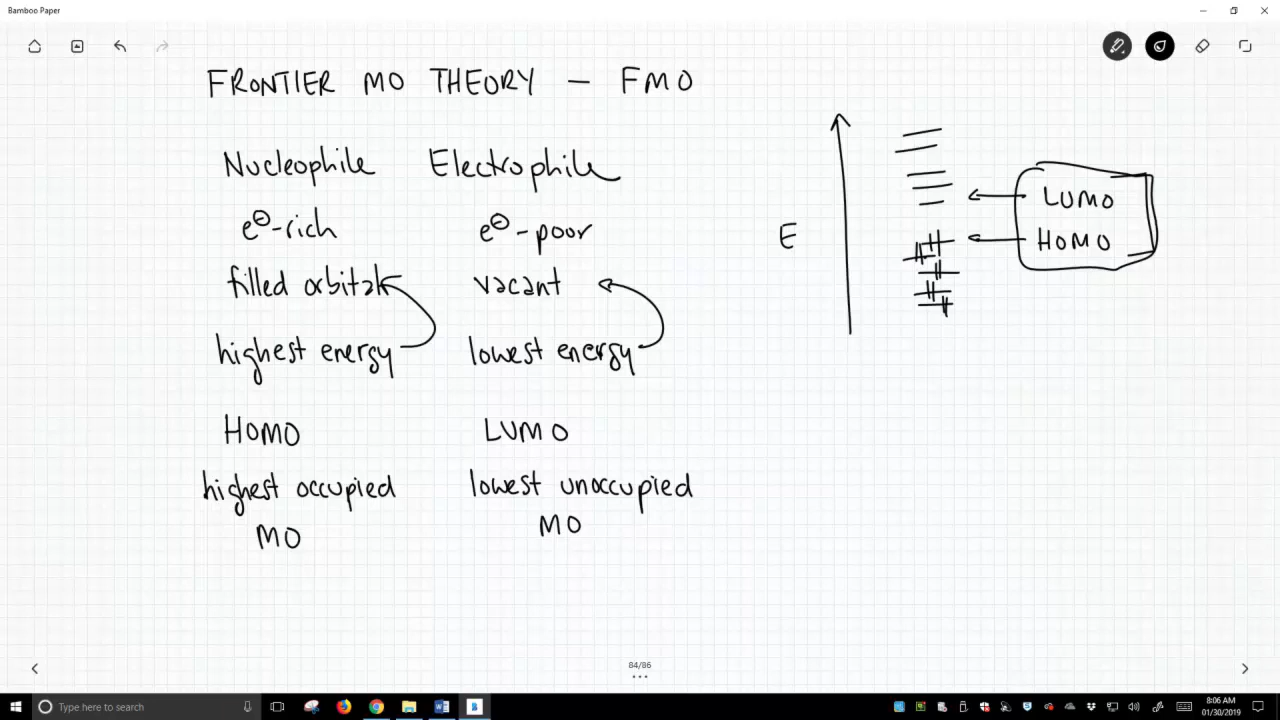 Bamboo Paper
FRONTIER MO THEORY – FMO
Nucleophile Electrophile
e⊖-rich e⊖-poor
filled orbitals vacant
highest energy lowest energy
HOMO LUMO
highest occupied lowest unoccupied
MO MO
E
LUMO
HOMO
84/86
Type here to search
8:06 AM
01/30/2019